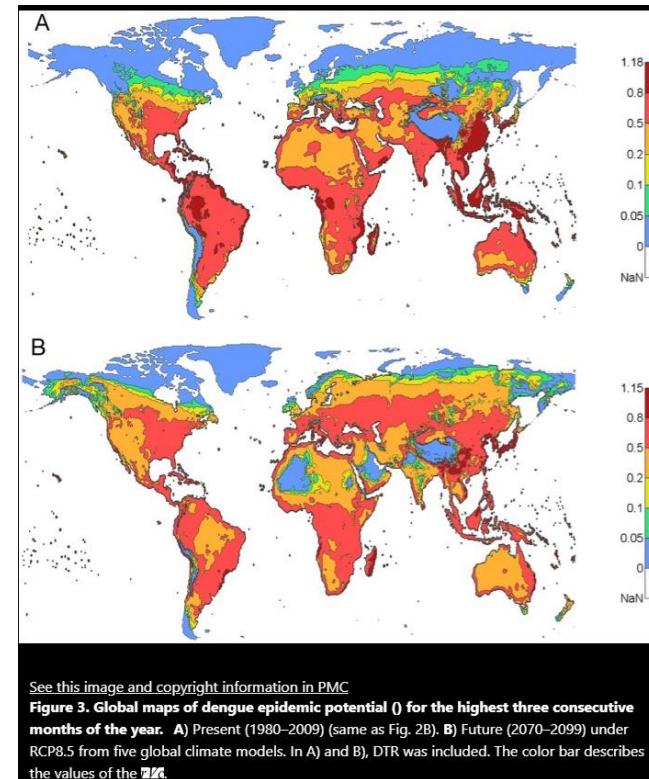 A
1.18
0.8
0.5
0.2
0.1
0.05
0
NaN
B
1.15
0.8
0.5
0.2
0.1
0.05
0
NaN
See this image and copyright information in PMC
Figure 3. Global maps of dengue epidemic potential () for the highest three consecutive
months of the year. A) Present (1980–2009) (same as Fig. 2B). B) Future (2070–2099) under
RCP8.5 from five global climate models. In A) and B), DTR was included. The color bar describes
the values of the